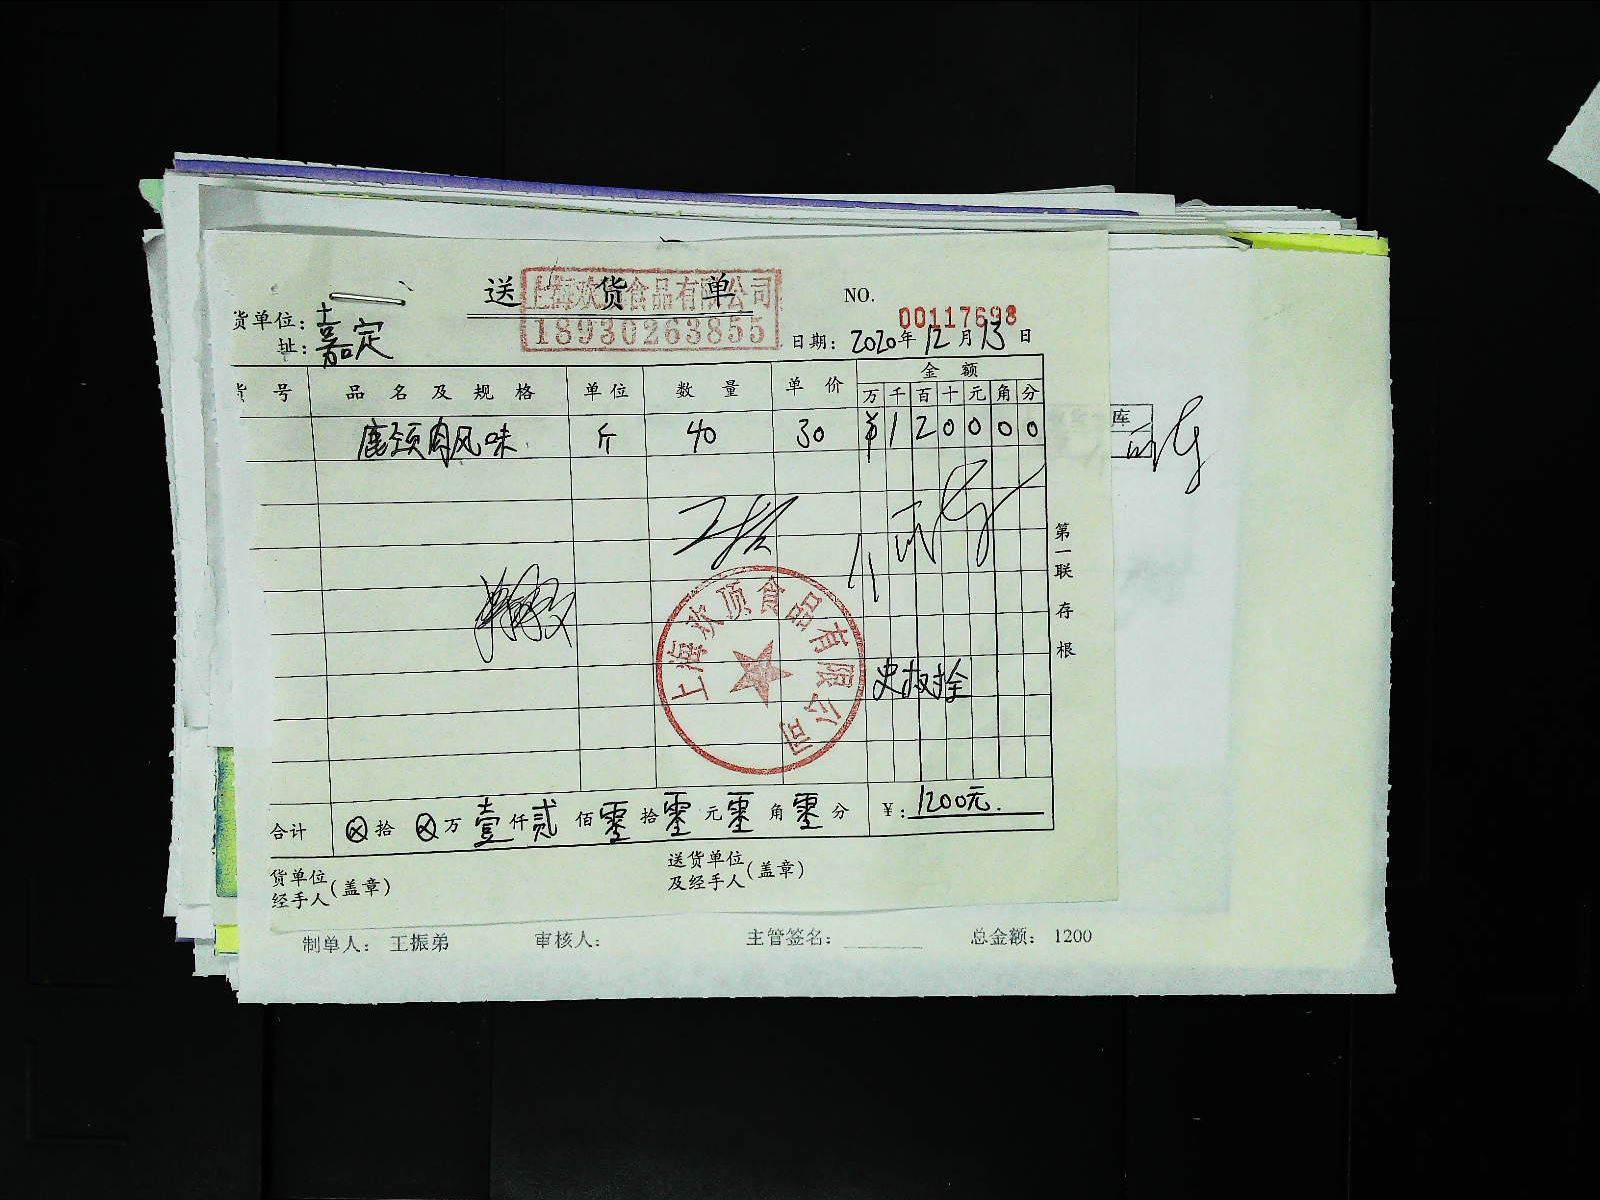 送货单
上海欢顶食品有限公司
18930263855
NO.
00117698
货单位：嘉定
址：
日期：2020年12月13日
号 品名及规格 单位 数量 单价 金额
万千百十元角分
鹿颈肉风味 斤 40 30 ¥120000
库
第一联存根
上海欢顶食品有限公司
史权拴
合计 ⊗拾⊗万壹仟贰佰零拾零元零角零分 ¥：1200元.
货单位
经手人(盖章)
送货单位
及经手人(盖章)
制单人： 王振弟 审核人： 主管签名： 总金额： 1200